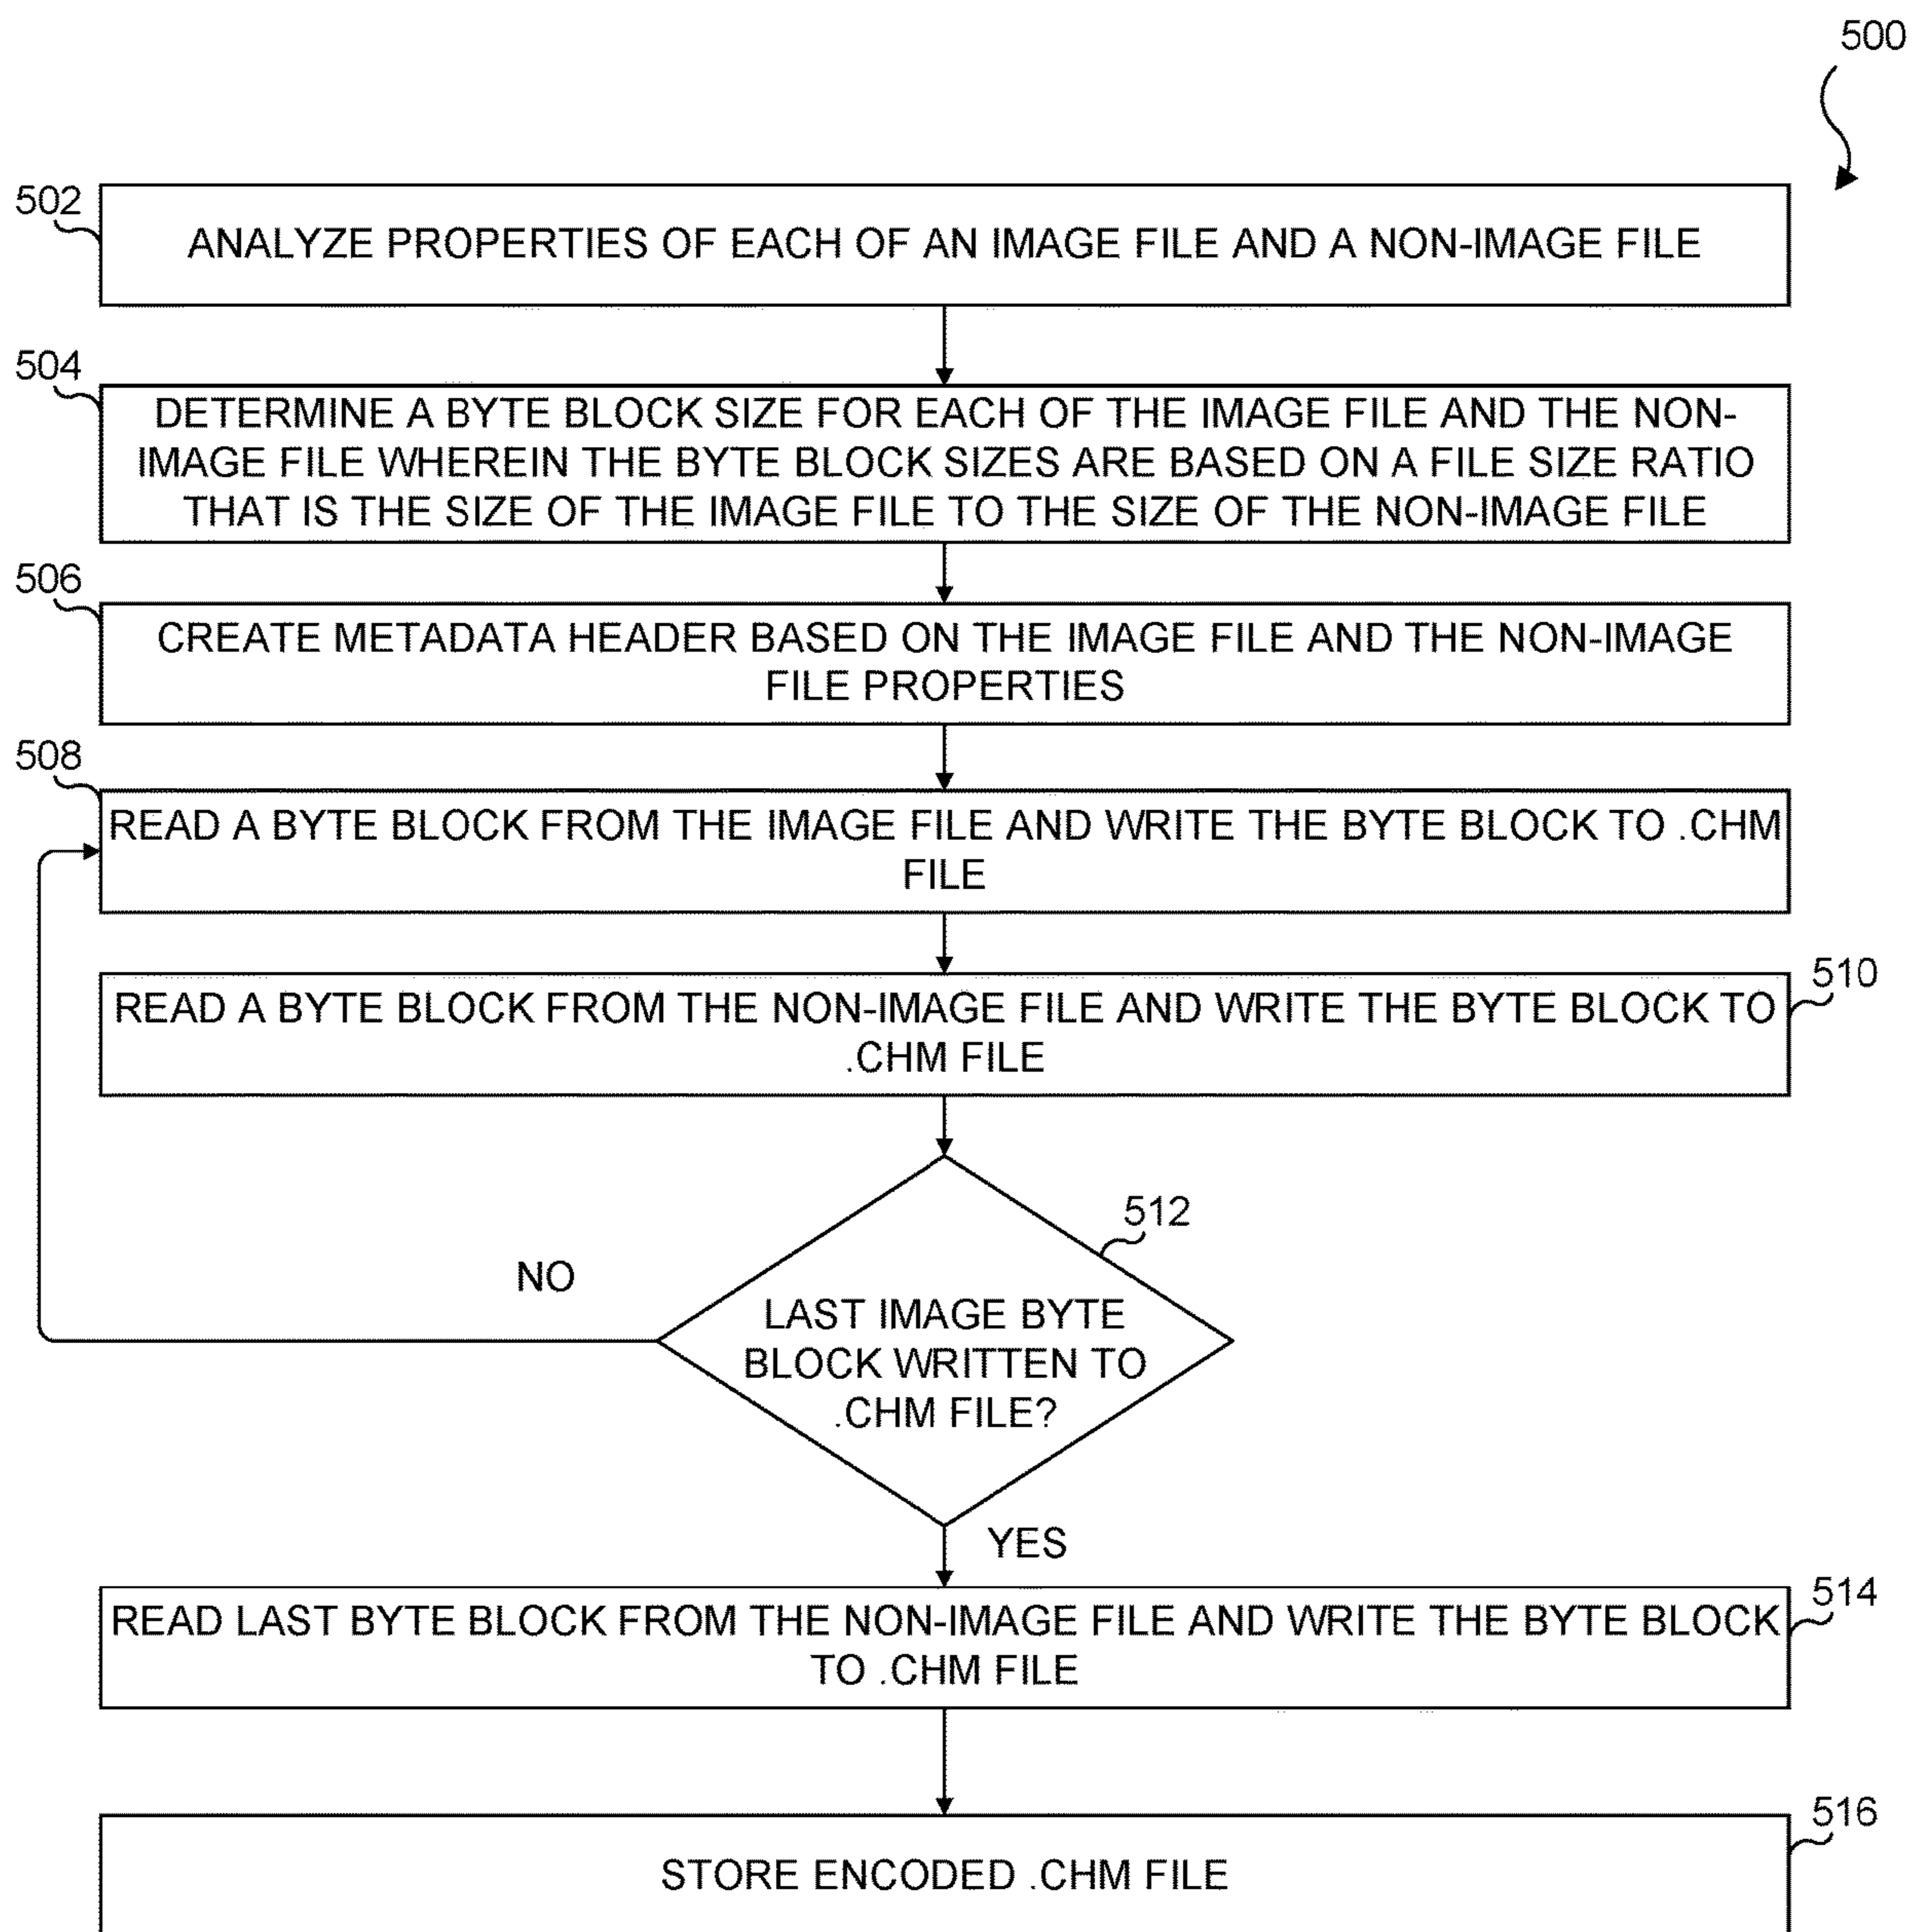 500
502
ANALYZE PROPERTIES OF EACH OF AN IMAGE FILE AND A NON-IMAGE FILE
504
DETERMINE A BYTE BLOCK SIZE FOR EACH OF THE IMAGE FILE AND THE NON-
IMAGE FILE WHEREIN THE BYTE BLOCK SIZES ARE BASED ON A FILE SIZE RATIO
THAT IS THE SIZE OF THE IMAGE FILE TO THE SIZE OF THE NON-IMAGE FILE
506
CREATE METADATA HEADER BASED ON THE IMAGE FILE AND THE NON-IMAGE
FILE PROPERTIES
508
READ A BYTE BLOCK FROM THE IMAGE FILE AND WRITE THE BYTE BLOCK TO .CHM
FILE
510
READ A BYTE BLOCK FROM THE NON-IMAGE FILE AND WRITE THE BYTE BLOCK TO
.CHM FILE
512
NO
LAST IMAGE BYTE
BLOCK WRITTEN TO
.CHM FILE?
YES
514
READ LAST BYTE BLOCK FROM THE NON-IMAGE FILE AND WRITE THE BYTE BLOCK
TO .CHM FILE
516
STORE ENCODED .CHM FILE